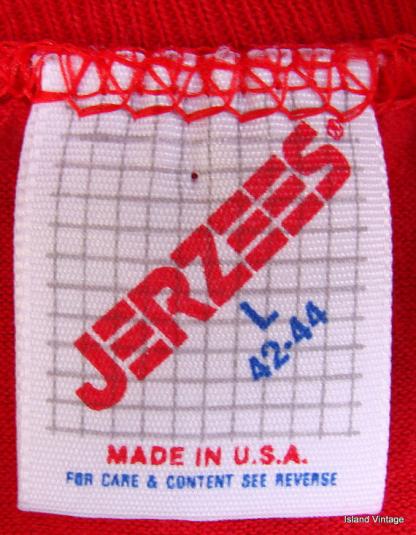 JERZEES®
L
42-44
MADE IN U.S.A.
FOR CARE & CONTENT SEE REVERSE
Island Vintage